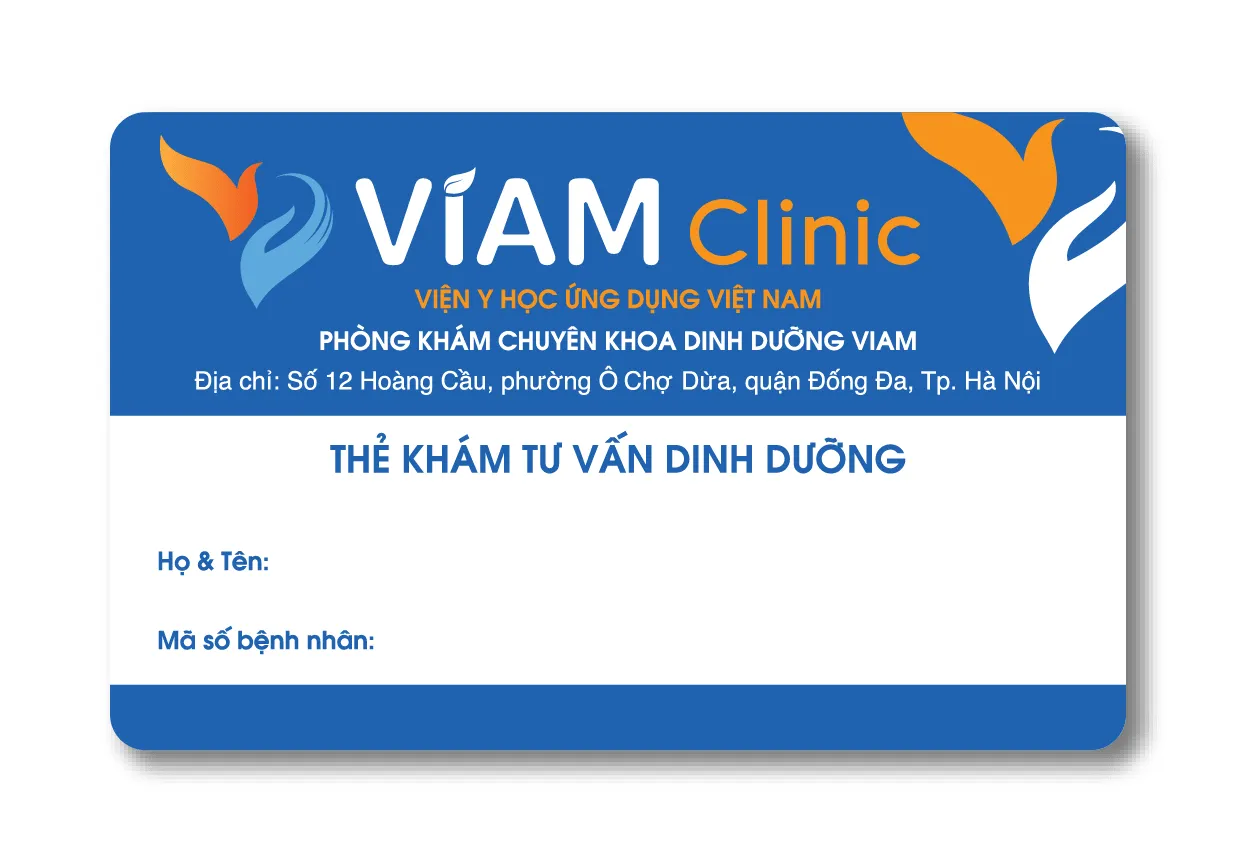 VIAM Clinic
VIỆN Y HỌC ỨNG DỤNG VIỆT NAM
PHÒNG KHÁM CHUYÊN KHOA DINH DƯỠNG VIAM
Địa chỉ: Số 12 Hoàng Cầu, phường Ô Chợ Dừa, quận Đống Đa, Tp. Hà Nội
THẺ KHÁM TƯ VẤN DINH DƯỠNG
Họ & Tên:
Mã số bệnh nhân: